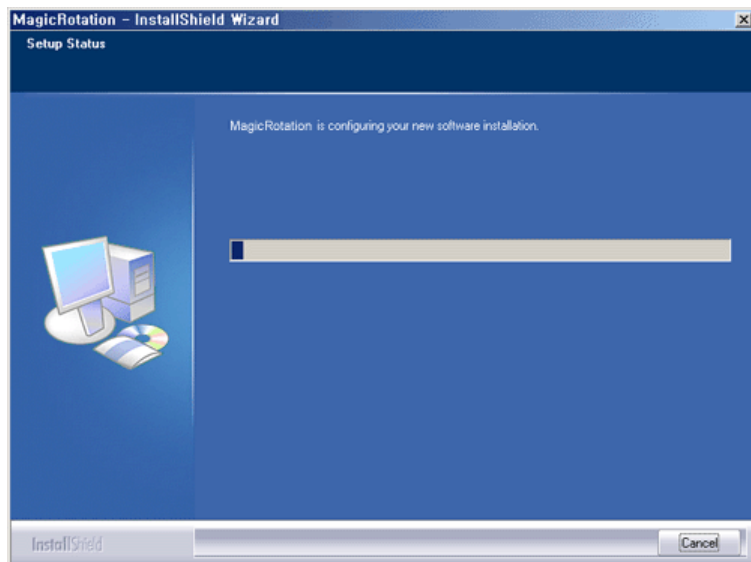 MagicRotation - InstallShield Wizard
Setup Status
MagicRotation is configuring your new software installation.
InstallShield
Cancel